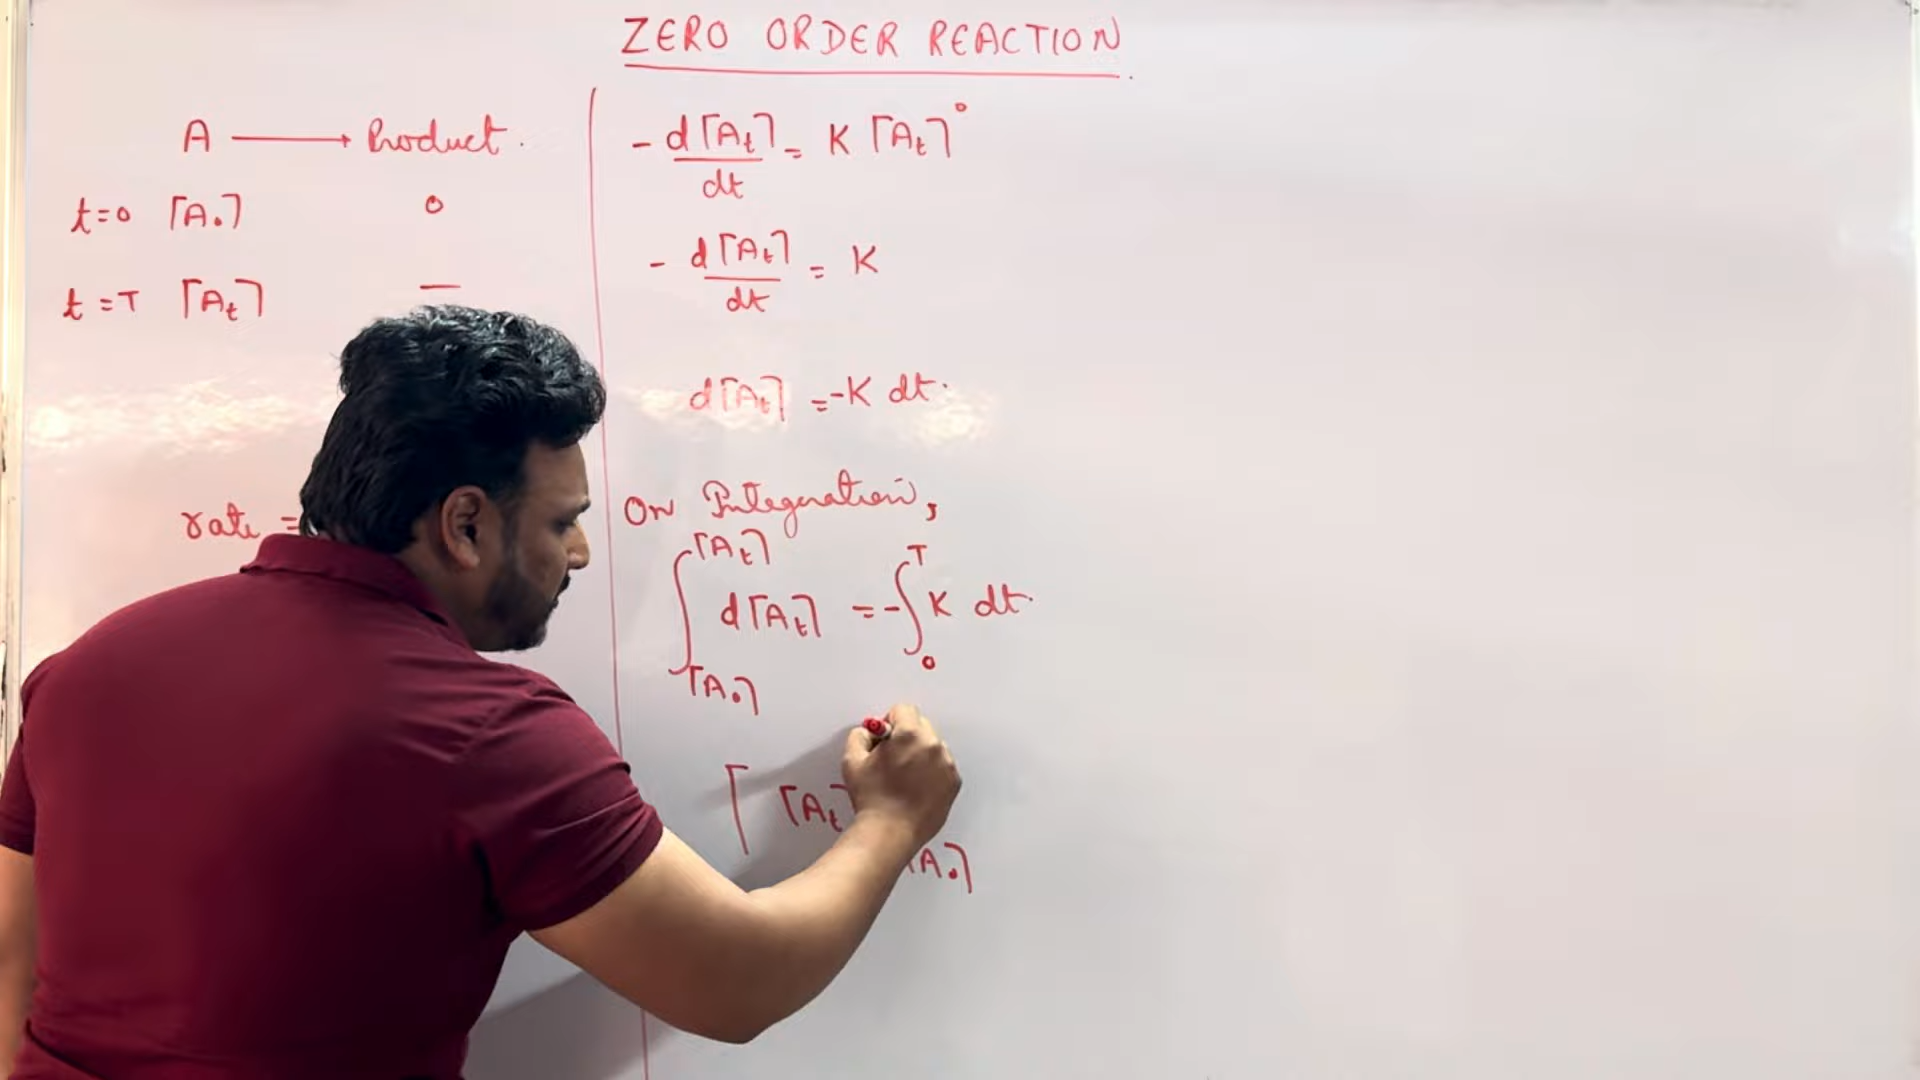 ZERO ORDER REACTION
A ⟶ Product.
t=0 [A₀] 0
t=T [Aₜ] —
rate =
- d[Aₜ]/dt = K [Aₜ]⁰
- d[Aₜ]/dt = K
d[Aₜ] = -K dt.
On Integration,
∫_[A₀]^[Aₜ] d[Aₜ] = -∫_0^T K dt.
[ [Aₜ]
[A₀]